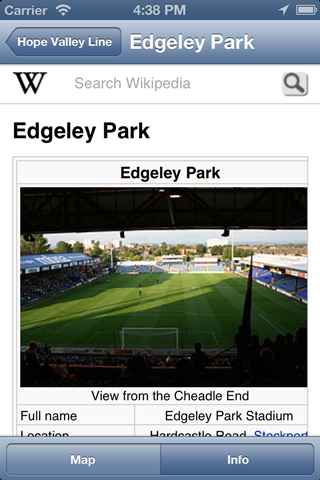 Carrier 4:38 PM
Hope Valley Line Edgeley Park
W Search Wikipedia
Edgeley Park
Edgeley Park
View from the Cheadle End
Full name Edgeley Park Stadium
Location Hardcastle Road, Stockport
Map Info